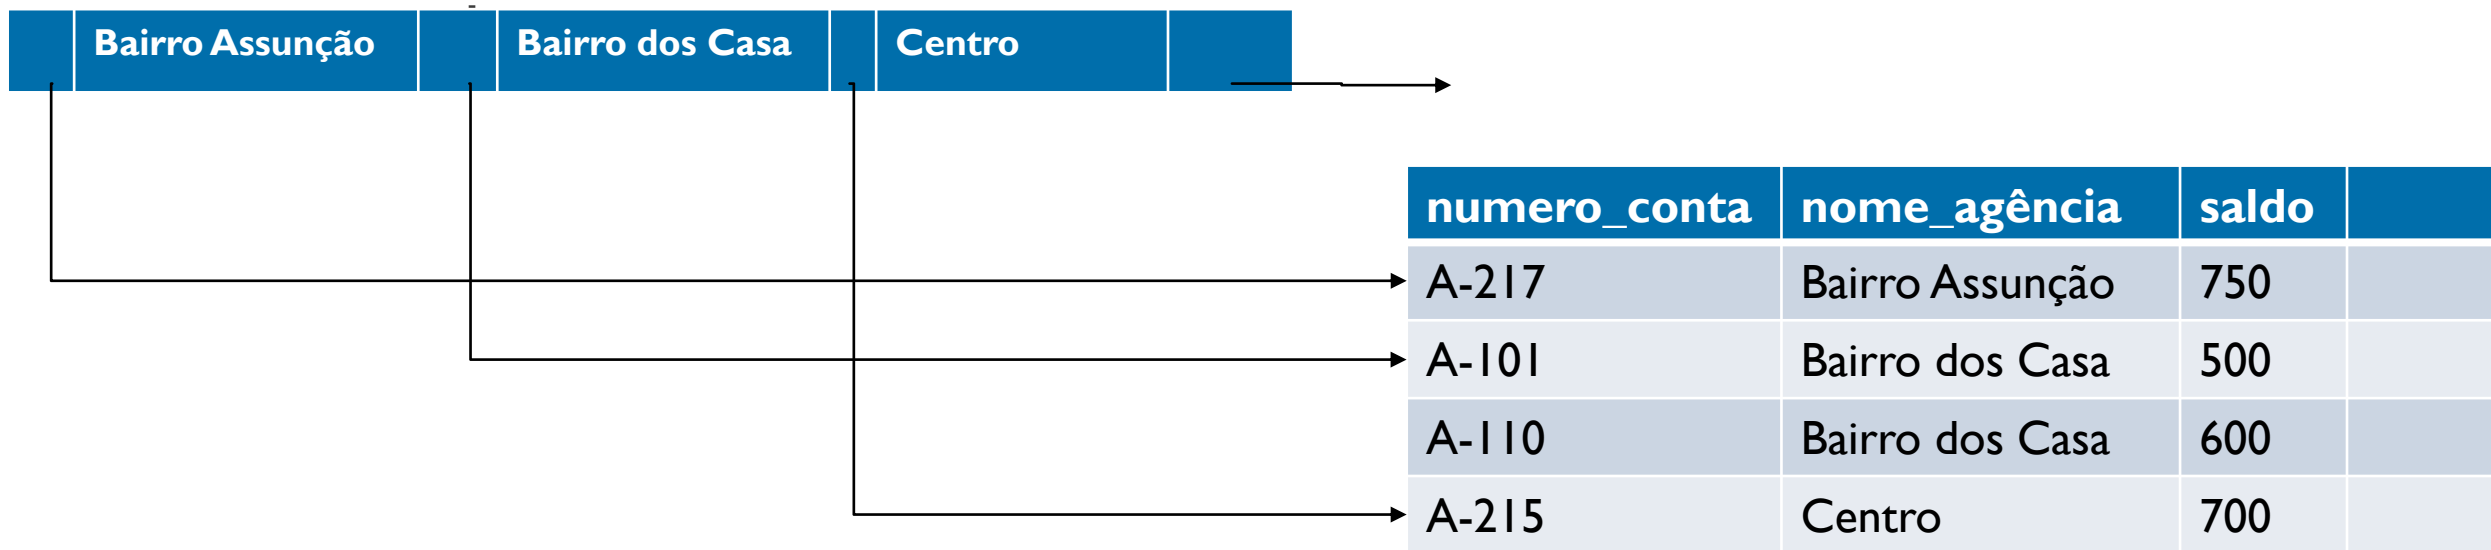 Bairro Assunção Bairro dos Casa Centro
numero_conta nome_agência saldo
A-217 Bairro Assunção 750
A-101 Bairro dos Casa 500
A-110 Bairro dos Casa 600
A-215 Centro 700